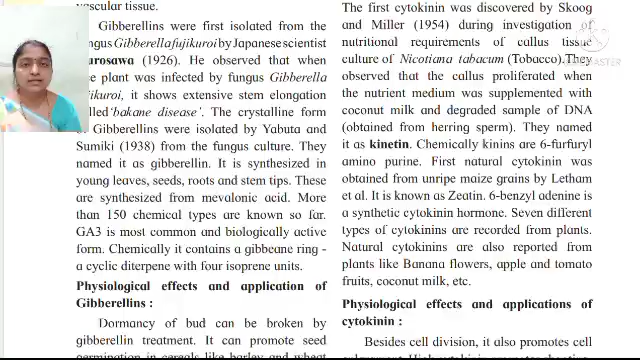 vascular tissue.
Gibberellins were first isolated from the
fungus Gibberella fujikuroi by Japanese scientist
Kurosawa (1926). He observed that when
plant was infected by fungus Gibberella
it shows extensive stem elongation
called 'bakane disease'. The crystalline form
of Gibberellins were isolated by Yabuta and
Sumiki (1938) from the fungus culture. They
named it as gibberellin. It is synthesized in
young leaves, seeds, roots and stem tips. These
are synthesized from mevalonic acid. More
than 150 chemical types are known so far.
GA3 is most common and biologically active
form. Chemically it contains a gibbeane ring -
a cyclic diterpene with four isoprene units.
Physiological effects and application of
Gibberellins :
Dormancy of bud can be broken by
gibberellin treatment. It can promote seed
germination in cereals like barley and wheat
The first cytokinin was discovered by Skoog
and Miller (1954) during investigation of
nutritional requirements of callus tissue
culture of Nicotiana tabacum (Tobacco).They
observed that the callus proliferated when
the nutrient medium was supplemented with
coconut milk and degraded sample of DNA
(obtained from herring sperm). They named
it as kinetin. Chemically kinins are 6-furfuryl
amino purine. First natural cytokinin was
obtained from unripe maize grains by Letham
et al. It is known as Zeatin. 6-benzyl adenine is
a synthetic cytokinin hormone. Seven different
types of cytokinins are recorded from plants.
Natural cytokinins are also reported from
plants like Banana flowers, apple and tomato
fruits, coconut milk, etc.
Physiological effects and applications of
cytokinin :
Besides cell division, it also promotes cell